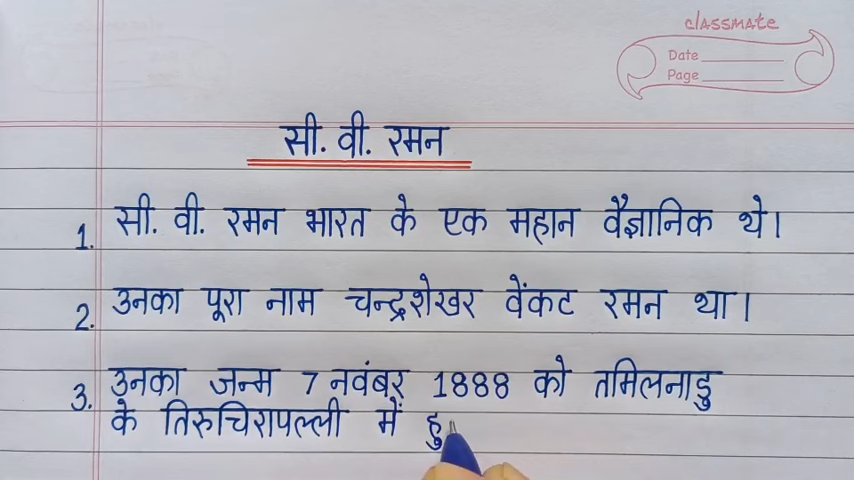 classmate
Date
Page
सी. वी. रमन
1. सी. वी. रमन भारत के एक महान वैज्ञानिक थे।
2. उनका पूरा नाम चन्द्रशेखर वेंकट रमन था।
3. उनका जन्म 7 नवंबर 1888 को तमिलनाडु
के तिरुचिरापल्ली में हु